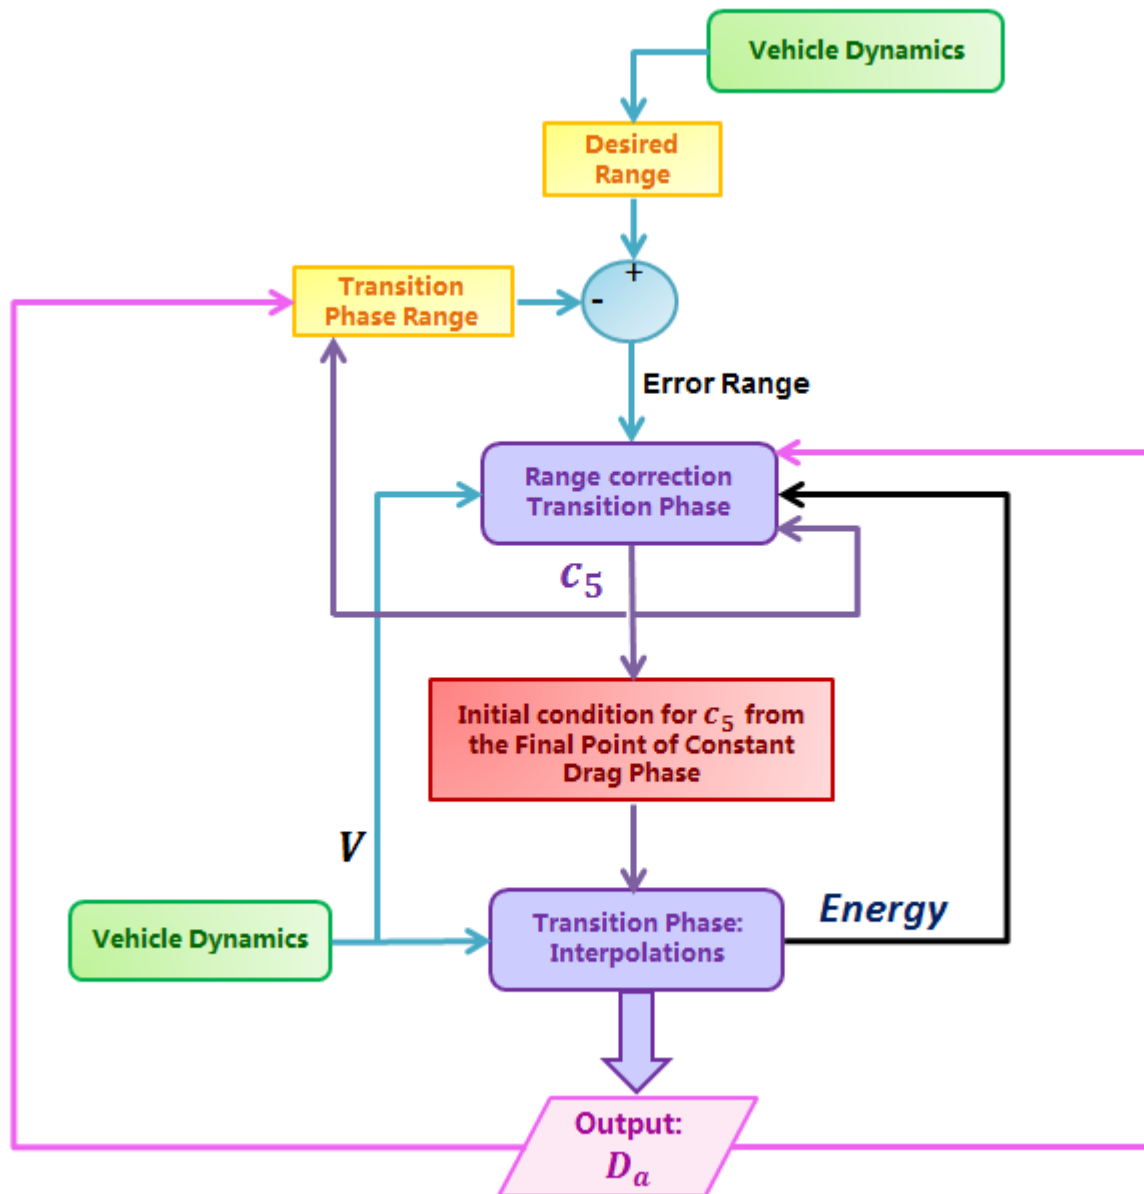 Vehicle Dynamics
Desired
Range
+
Transition
Phase Range
-
Error Range
Range correction
Transition Phase
c₅
Initial condition for c₅ from
the Final Point of Constant
Drag Phase
V
Vehicle Dynamics
Transition Phase:
Interpolations
Energy
Output:
Dₐ